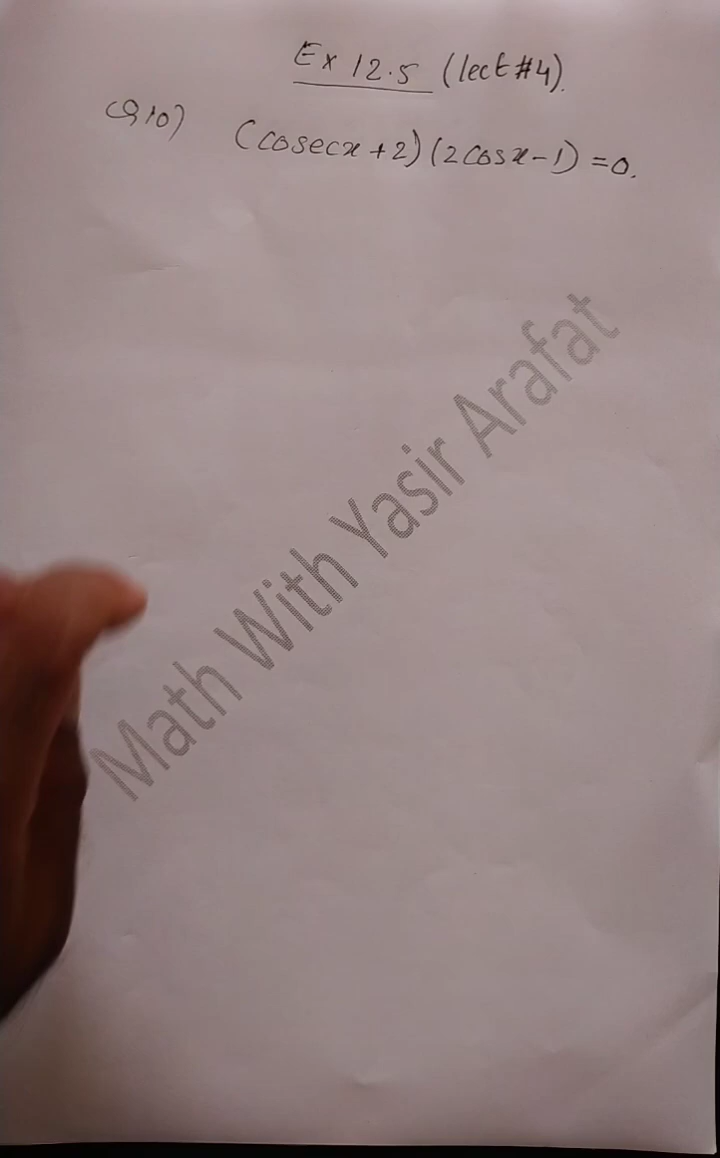 Ex 12.5 (lect #4).
Q10) (cosecx + 2) (2cosx - 1) = 0.
Math With Yasir Arafat